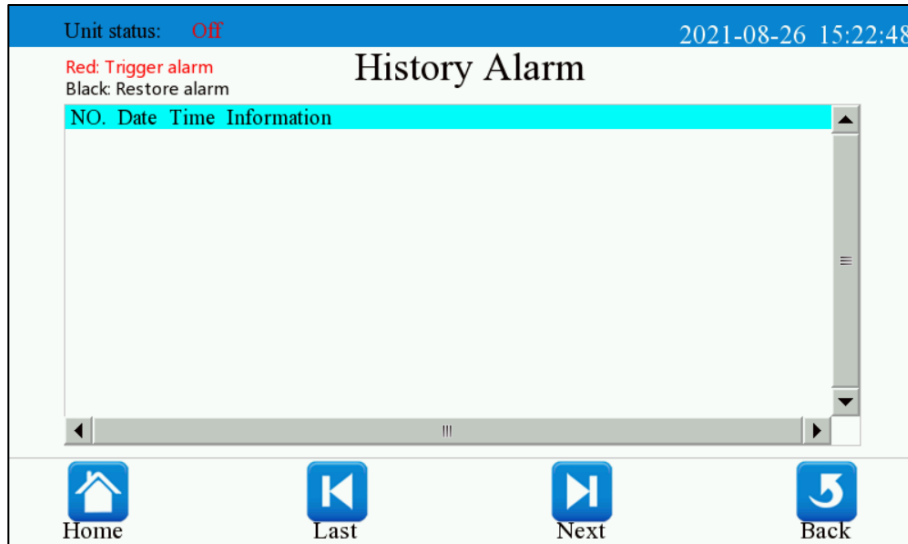 Unit status: Off
2021-08-26 15:22:48
Red: Trigger alarm
Black: Restore alarm
History Alarm
NO. Date Time Information
Home
Last
Next
Back